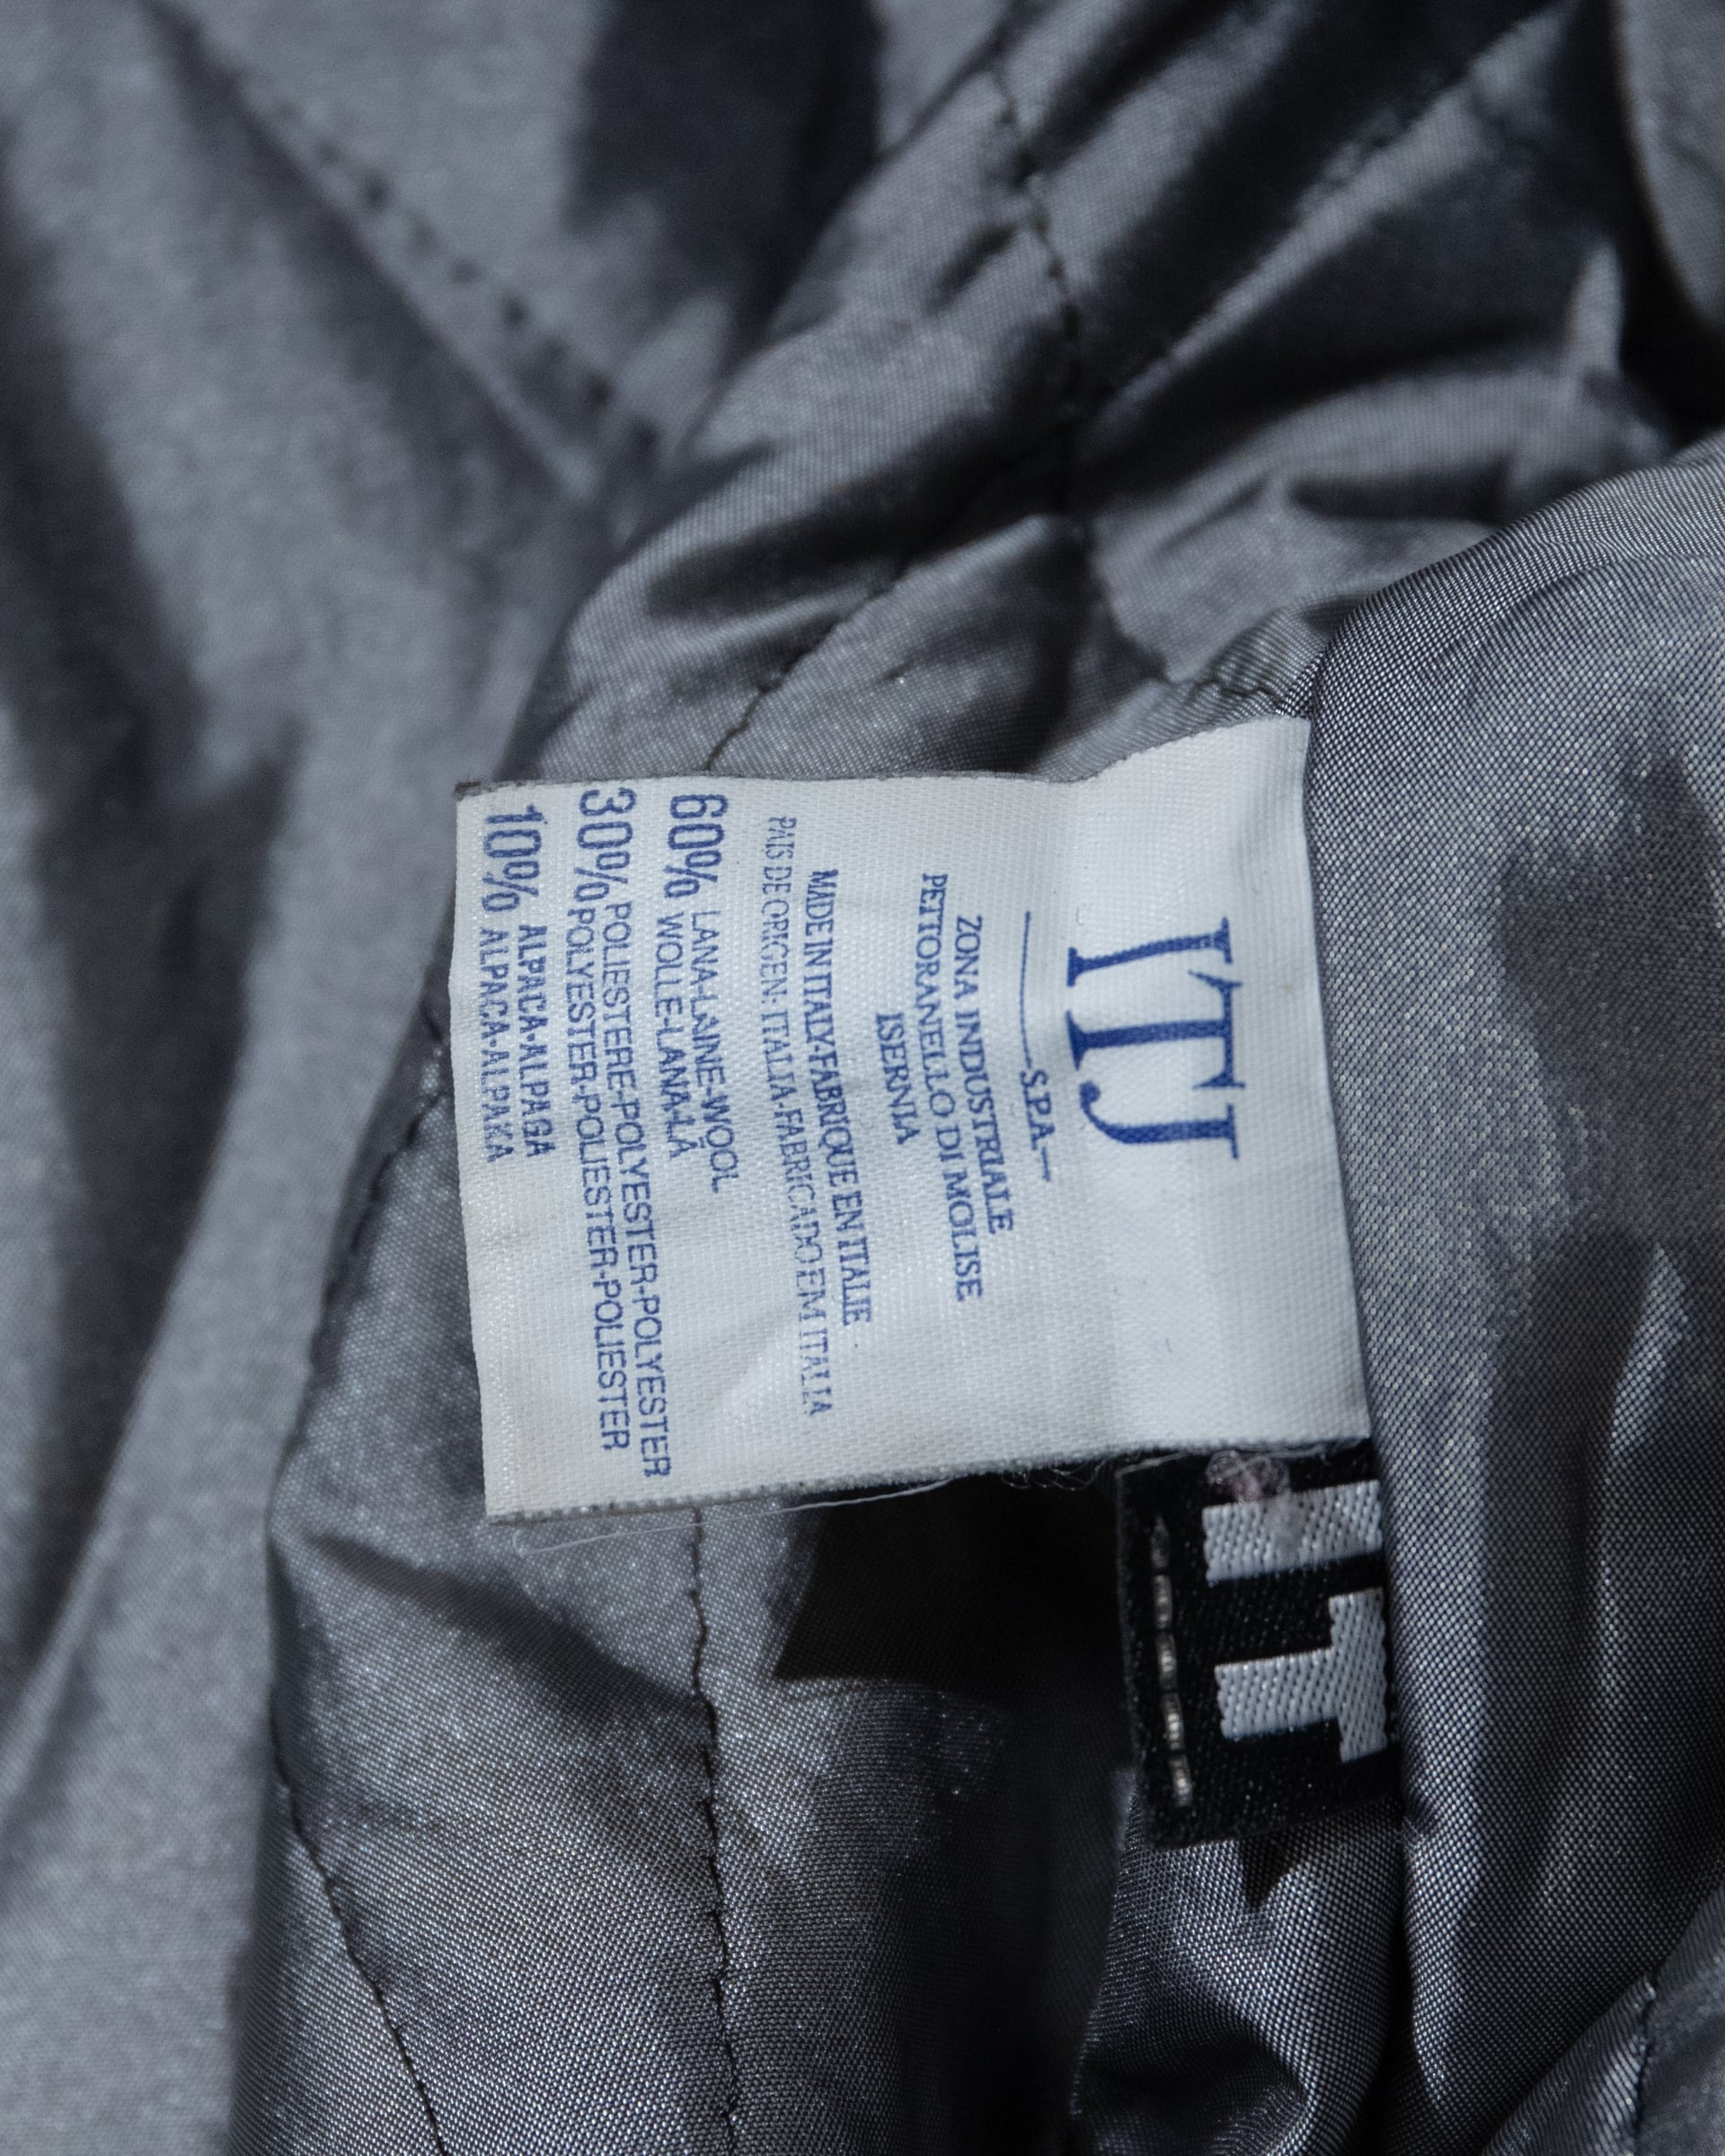 ITJ
S.P.A.
ZONA INDUSTRIALE
PETTORANELLO DI MOLISE
ISERNIA
MADE IN ITALY-FABRIQUE EN ITALIE
PAIS DE ORIGEN: ITALIA-FABRICADO EM ITALIA
60% LANA-LAINE-WOOL
WOLLE-LANA-LÃ
30% POLIESTERE-POLYESTER-POLYESTER
POLYESTER-POLIESTER-POLIESTER
10% ALPACA-ALPAGA
ALPACA-ALPAKA
IT